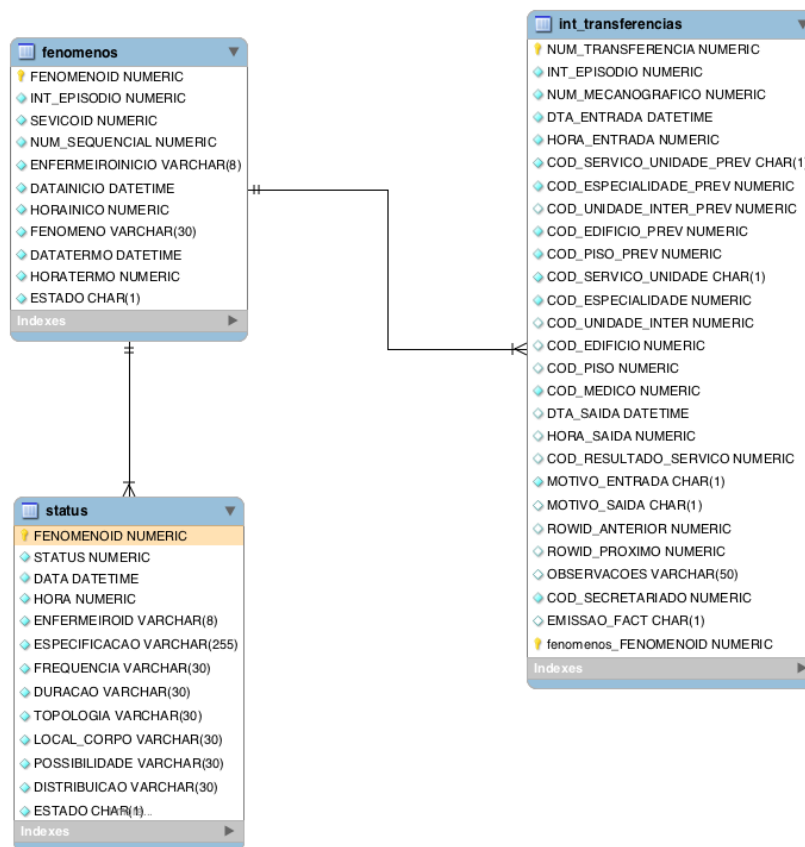 fenomenos
FENOMENOID NUMERIC
INT_EPISODIO NUMERIC
SEVICOID NUMERIC
NUM_SEQUENCIAL NUMERIC
ENFERMEIROINICIO VARCHAR(8)
DATAINICIO DATETIME
HORAINICO NUMERIC
FENOMENO VARCHAR(30)
DATATERMO DATETIME
HORATERMO NUMERIC
ESTADO CHAR(1)
Indexes
status
FENOMENOID NUMERIC
STATUS NUMERIC
DATA DATETIME
HORA NUMERIC
ENFERMEIROID VARCHAR(8)
ESPECIFICACAO VARCHAR(255)
FREQUENCIA VARCHAR(30)
DURACAO VARCHAR(30)
TOPOLOGIA VARCHAR(30)
LOCAL_CORPO VARCHAR(30)
POSSIBILIDADE VARCHAR(30)
DISTRIBUICAO VARCHAR(30)
ESTADO CHAR(1)
Indexes
int_transferencias
NUM_TRANSFERENCIA NUMERIC
INT_EPISODIO NUMERIC
NUM_MECANOGRAFICO NUMERIC
DTA_ENTRADA DATETIME
HORA_ENTRADA NUMERIC
COD_SERVICO_UNIDADE_PREV CHAR(1)
COD_ESPECIALIDADE_PREV NUMERIC
COD_UNIDADE_INTER_PREV NUMERIC
COD_EDIFICIO_PREV NUMERIC
COD_PISO_PREV NUMERIC
COD_SERVICO_UNIDADE CHAR(1)
COD_ESPECIALIDADE NUMERIC
COD_UNIDADE_INTER NUMERIC
COD_EDIFICIO NUMERIC
COD_PISO NUMERIC
COD_MEDICO NUMERIC
DTA_SAIDA DATETIME
HORA_SAIDA NUMERIC
COD_RESULTADO_SERVICO NUMERIC
MOTIVO_ENTRADA CHAR(1)
MOTIVO_SAIDA CHAR(1)
ROWID_ANTERIOR NUMERIC
ROWID_PROXIMO NUMERIC
OBSERVACOES VARCHAR(50)
COD_SECRETARIADO NUMERIC
EMISSAO_FACT CHAR(1)
fenomenos_FENOMENOID NUMERIC
Indexes